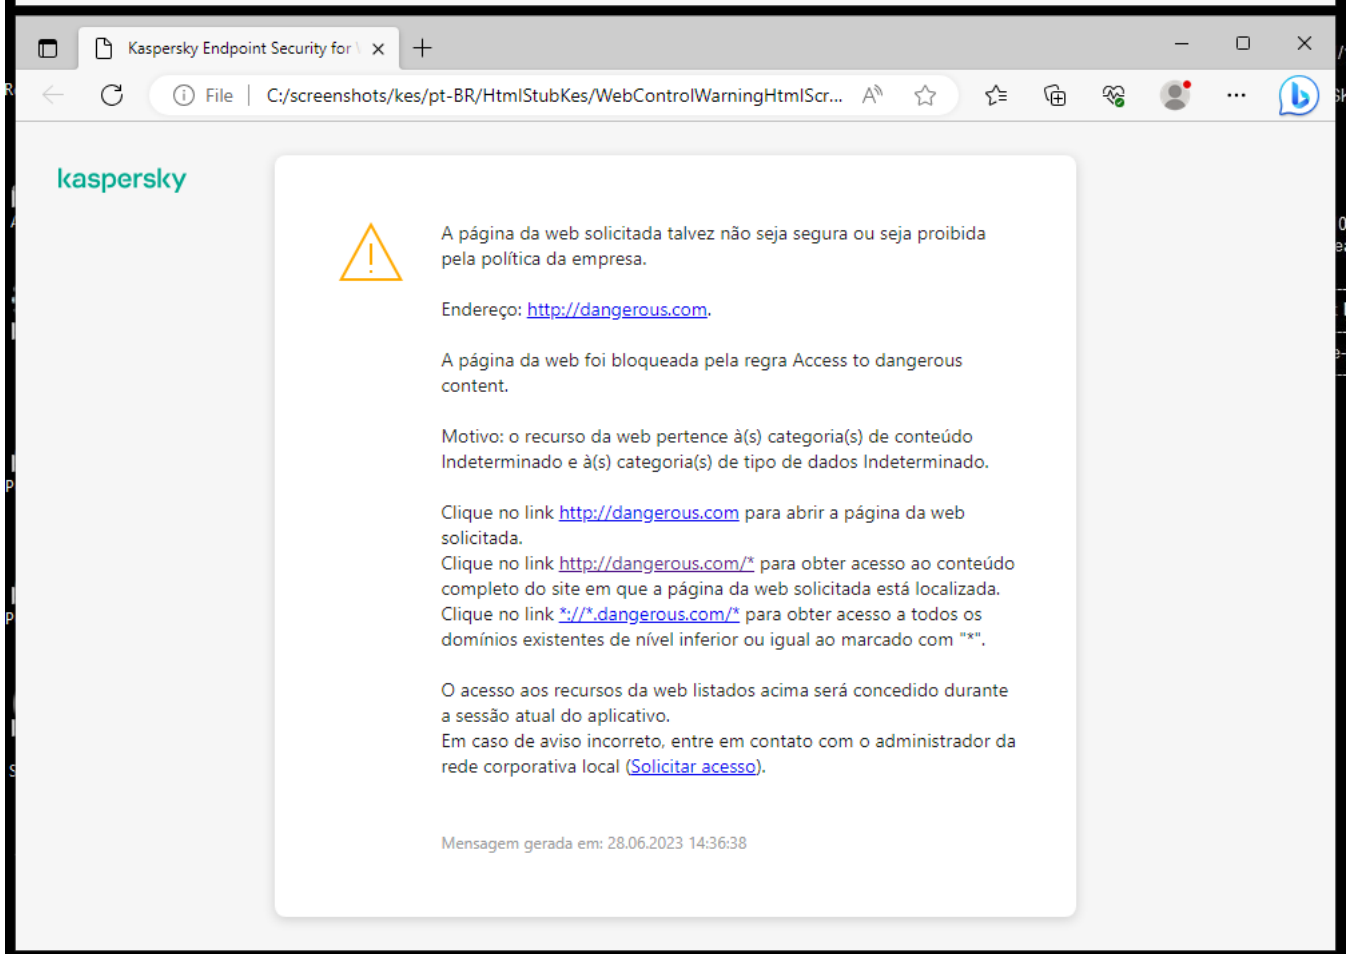 Kaspersky Endpoint Security for
File
C:/screenshots/kes/pt-BR/HtmlStubKes/WebControlWarningHtmlScr...
kaspersky
A página da web solicitada talvez não seja segura ou seja proibida
pela política da empresa.
Endereço: http://dangerous.com.
A página da web foi bloqueada pela regra Access to dangerous
content.
Motivo: o recurso da web pertence à(s) categoria(s) de conteúdo
Indeterminado e à(s) categoria(s) de tipo de dados Indeterminado.
Clique no link http://dangerous.com para abrir a página da web
solicitada.
Clique no link http://dangerous.com/* para obter acesso ao conteúdo
completo do site em que a página da web solicitada está localizada.
Clique no link *://*.dangerous.com/* para obter acesso a todos os
domínios existentes de nível inferior ou igual ao marcado com "*".
O acesso aos recursos da web listados acima será concedido durante
a sessão atual do aplicativo.
Em caso de aviso incorreto, entre em contato com o administrador da
rede corporativa local (Solicitar acesso).
Mensagem gerada em: 28.06.2023 14:36:38